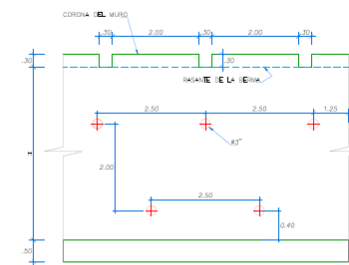 CORONA DEL MURO
.30 2.00 .30 2.00 .30
.30 .30
RASANTE DE LA BERMA
2.50 2.50 1.25
ø3"
2.00
2.50
0.40
.50